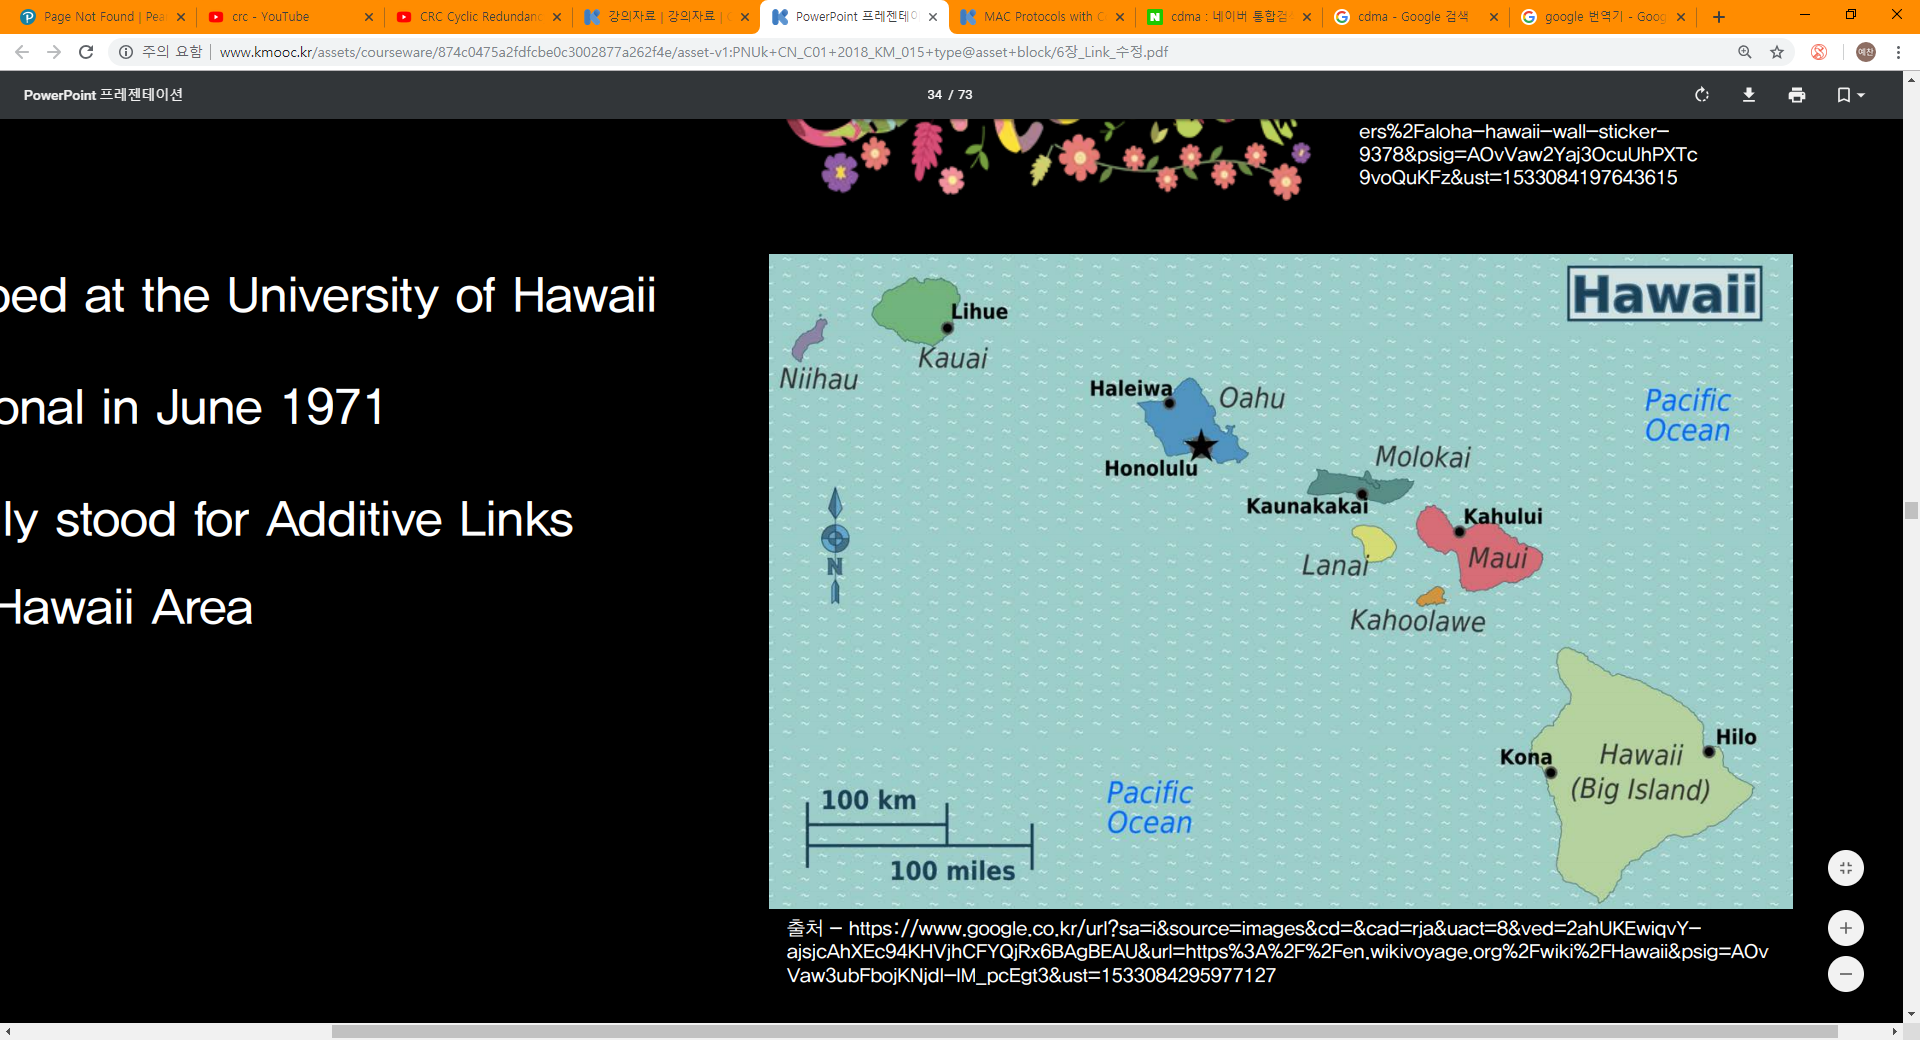 Page Not Found | Pea
crc - YouTube
CRC Cyclic Redundan
강의자료 | 강의자료 |
PowerPoint 프레젠테이
MAC Protocols with
cdma : 네이버 통합검
cdma - Google 검색
google 번역기 - Goog
주의 요함
www.kmooc.kr/assets/courseware/874c0475a2fdfcbe0c3002877a262f4e/asset-v1:PNUk+CN_C01+2018_KM_015+type@asset+block/6장_Link_수정.pdf
예찬
PowerPoint 프레젠테이션
34 / 73
ers%2Faloha-hawaii-wall-sticker-
9378&psig=AOvVaw2Yaj3OcuUhPXTc
9voQuKFz&ust=1533084197643615
ped at the University of Hawaii
onal in June 1971
ly stood for Additive Links
Hawaii Area
Hawaii
Lihue
Kauai
Niihau
Haleiwa
Oahu
Honolulu
Pacific
Ocean
Molokai
Kaunakakai
Kahului
Lanai
Maui
Kahoolawe
N
Kona
Hawaii
(Big Island)
Hilo
Pacific
Ocean
100 km
100 miles
출처 - https://www.google.co.kr/url?sa=i&source=images&cd=&cad=rja&uact=8&ved=2ahUKEwiqvY-
ajsjcAhXEc94KHVjhCFYQjRx6BAgBEAU&url=https%3A%2F%2Fen.wikivoyage.org%2Fwiki%2FHawaii&psig=AOv
Vaw3ubFbojKNjdI-lM_pcEgt3&ust=1533084295977127